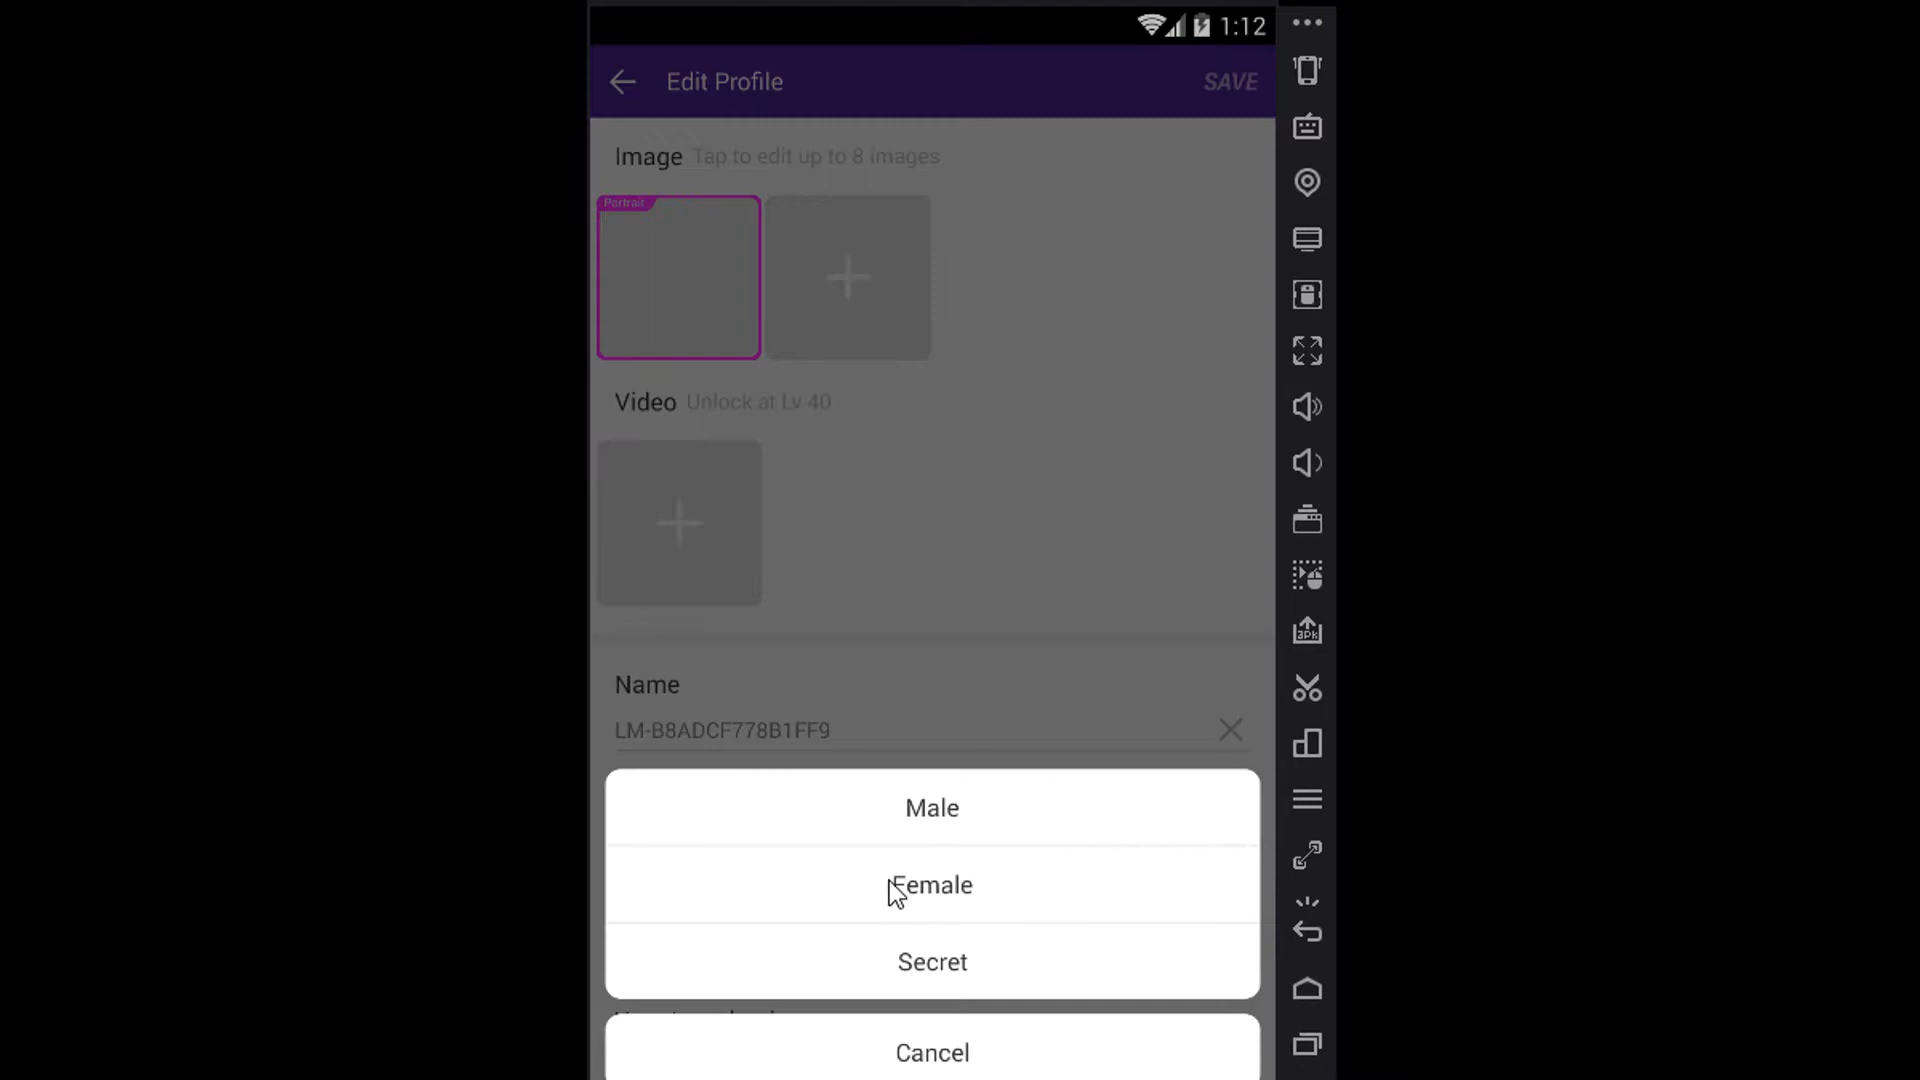 1:12
Edit Profile
SAVE
Image Tap to edit up to 8 images
Portrait
Video Unlock at Lv 40
Name
LM-B8ADCF778B1FF9
Male
Female
Secret
Cancel